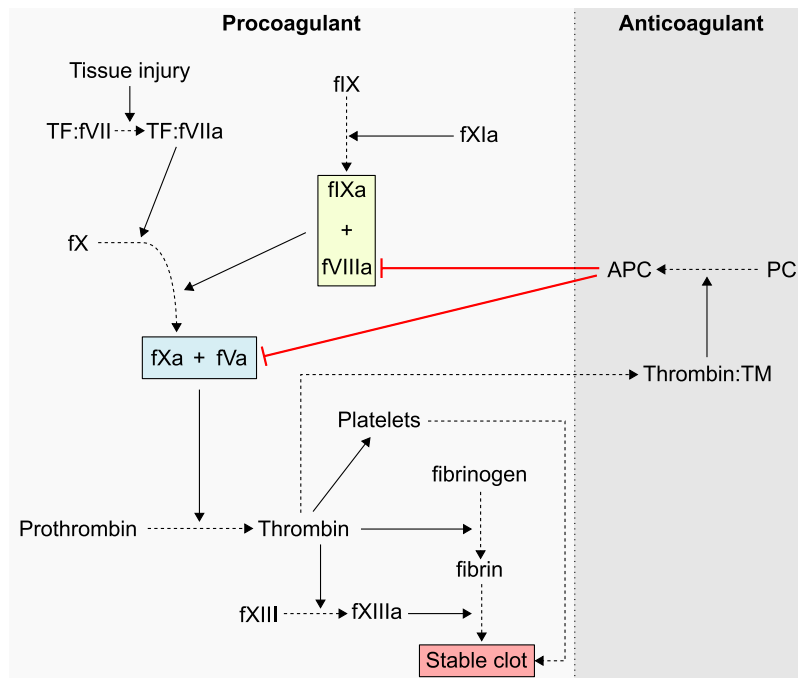 Procoagulant
Anticoagulant
Tissue injury
fIX
TF:fVII
TF:fVIIa
fXIa
fIXa
+
fVIIIa
fX
APC
PC
fXa + fVa
Thrombin:TM
Platelets
fibrinogen
Prothrombin
Thrombin
fibrin
fXIII
fXIIIa
Stable clot